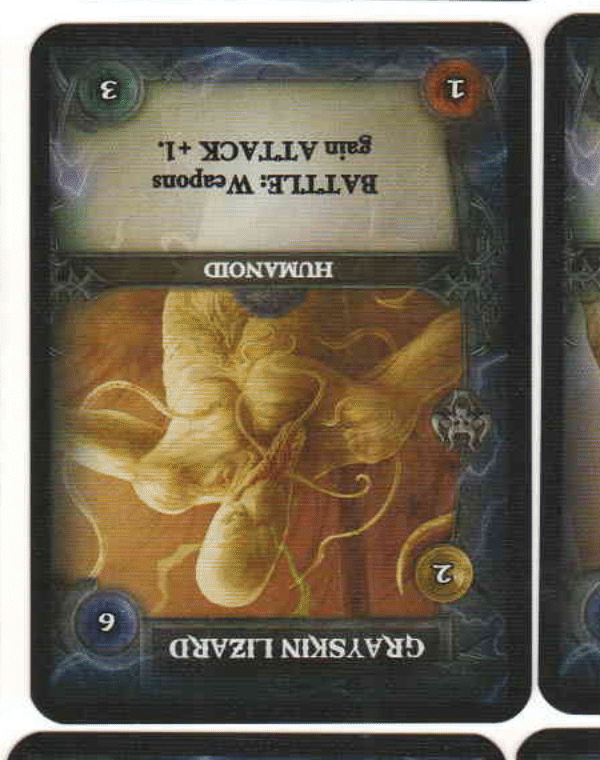 GRAYSKIN LIZARD
2
6
HUMANOID
BATTLE: Weapons
gain ATTACK +1.
1
3